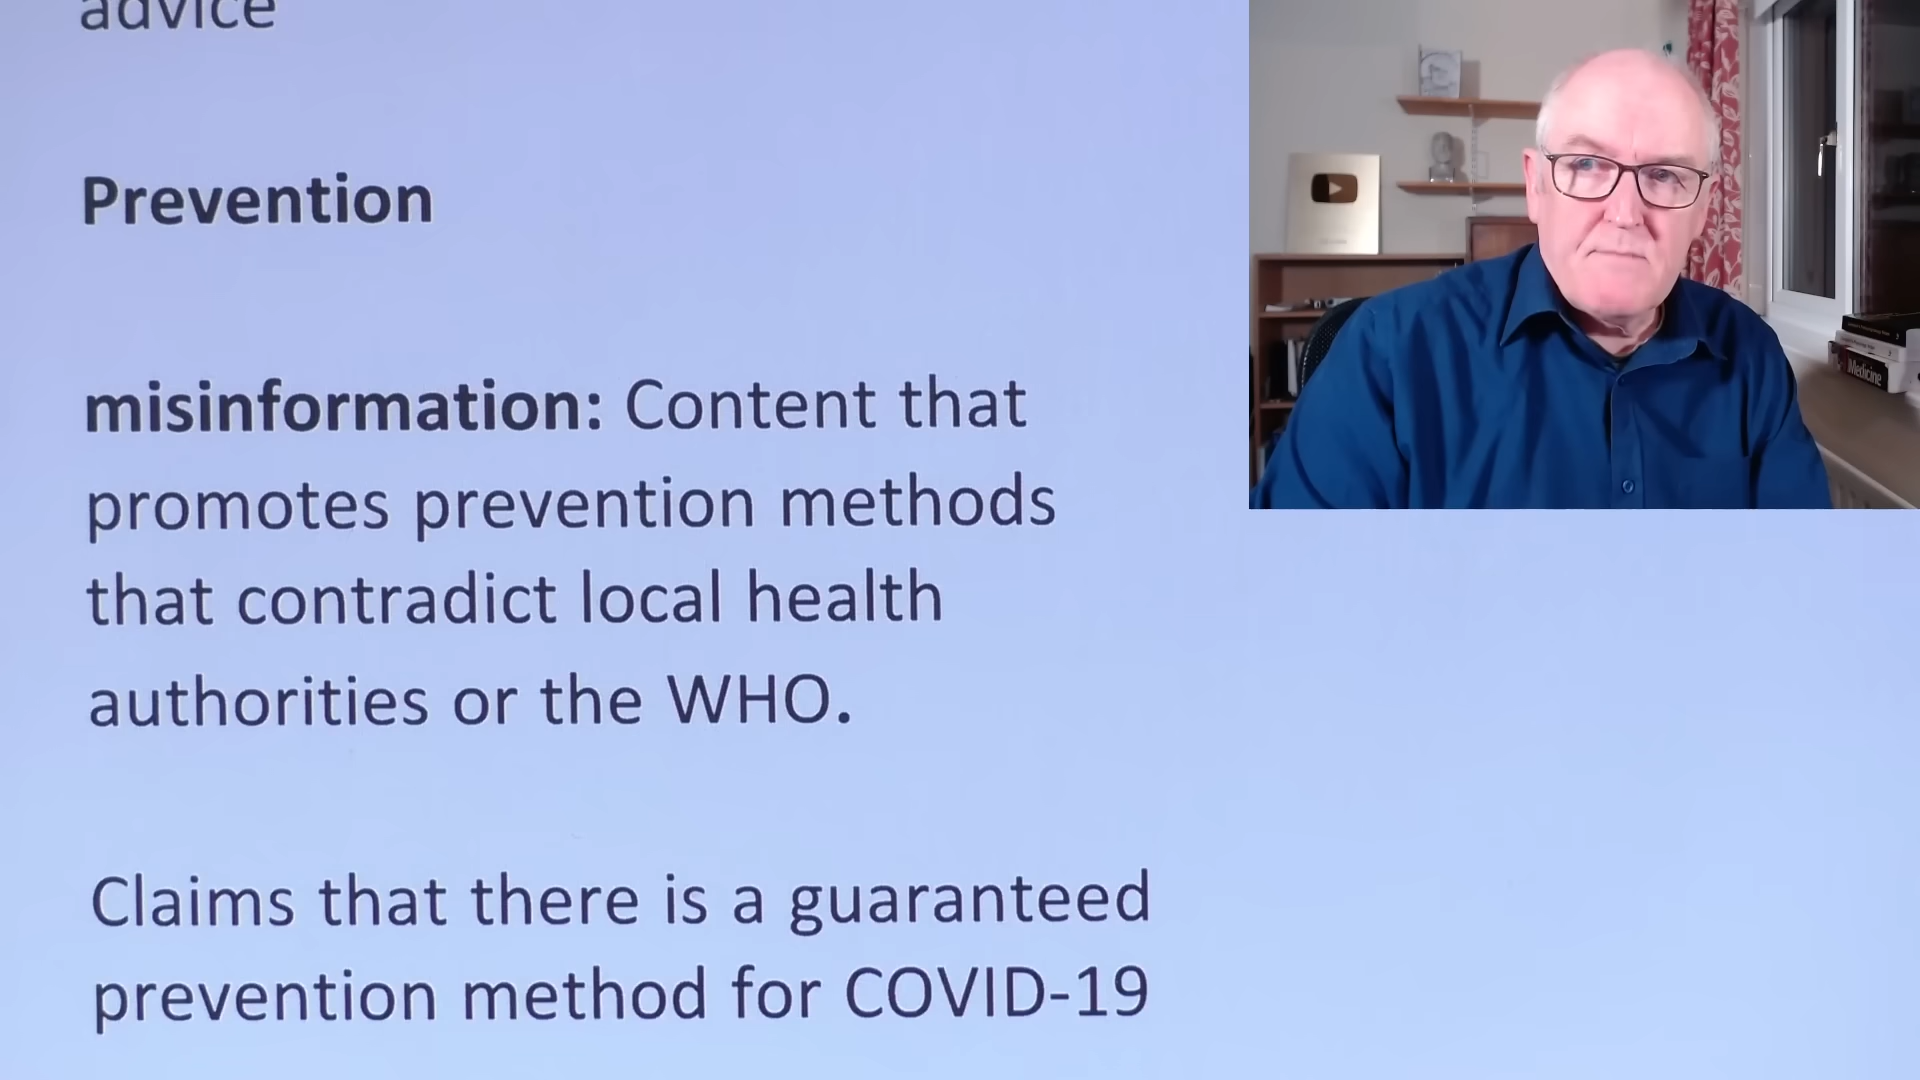 advice
Prevention
misinformation: Content that
promotes prevention methods
that contradict local health
authorities or the WHO.
Claims that there is a guaranteed
prevention method for COVID-19
iMedicine